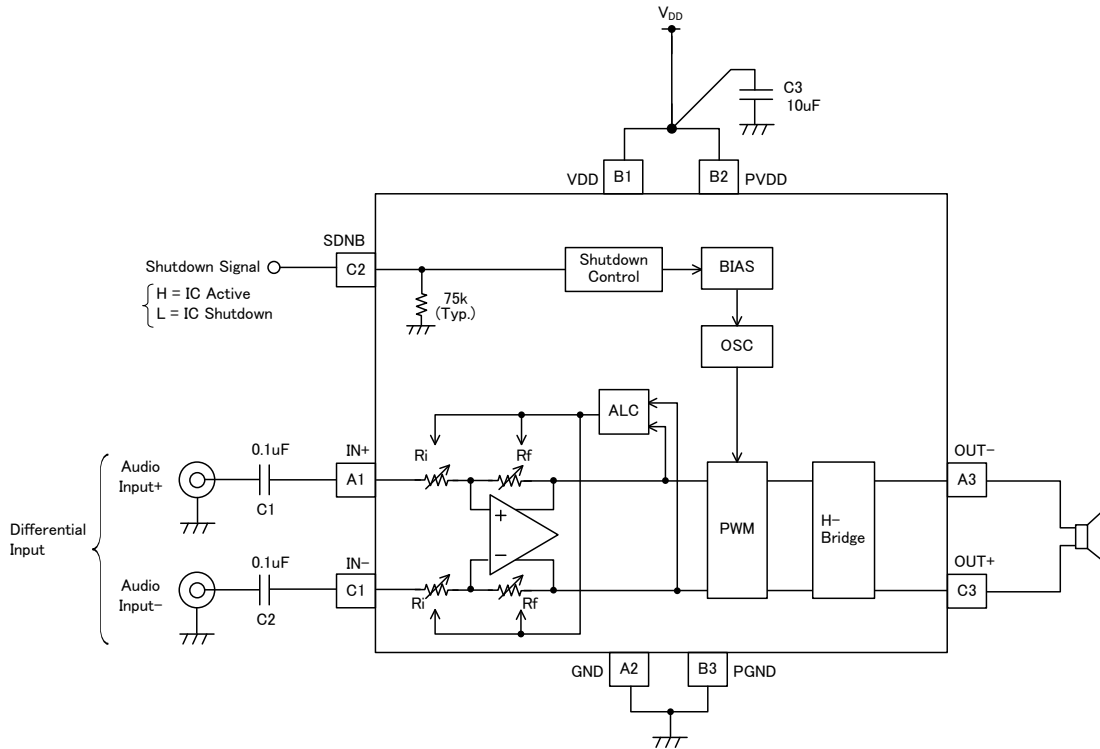 VDD
C3
10uF
VDD
B1
B2
PVDD
SDNB
Shutdown Signal
C2
H = IC Active
L = IC Shutdown
75k
(Typ.)
Shutdown
Control
BIAS
OSC
ALC
Differential
Input
Audio
Input+
0.1uF
C1
IN+
A1
Ri
Rf
+
−
PWM
H-
Bridge
OUT-
A3
Audio
Input-
0.1uF
C2
IN-
C1
Ri
Rf
OUT+
C3
GND
A2
B3
PGND